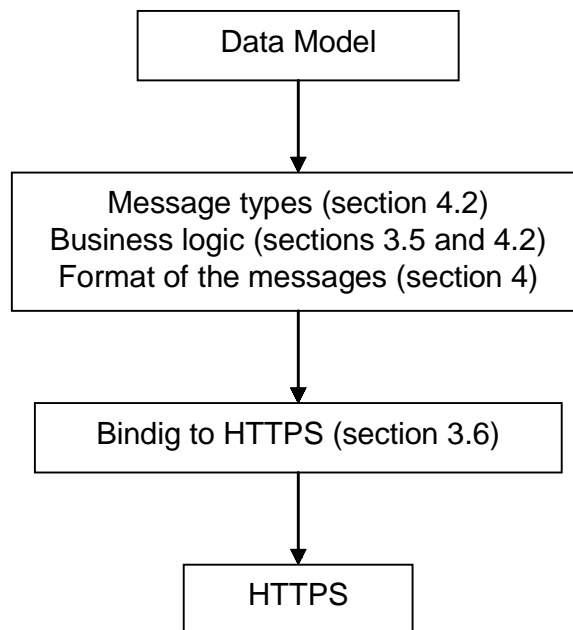 Data Model
Message types (section 4.2)
Business logic (sections 3.5 and 4.2)
Format of the messages (section 4)
Bindig to HTTPS (section 3.6)
HTTPS